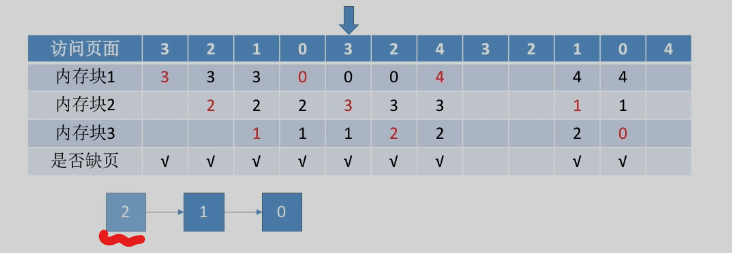 访问页面 3 2 1 0 3 2 4 3 2 1 0 4
内存块1 3 3 3 0 0 0 4 4 4
内存块2 2 2 2 3 3 3 1 1
内存块3 1 1 1 2 2 2 0
是否缺页 √ √ √ √ √ √ √ √ √
2 1 0